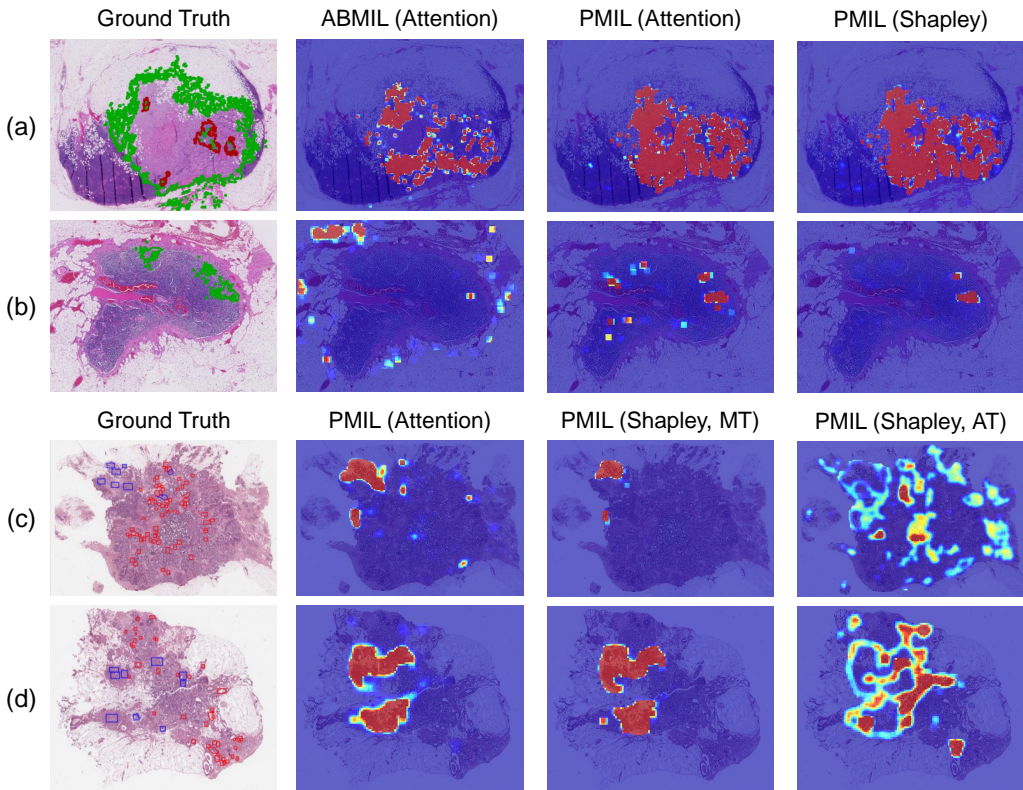 Ground Truth ABMIL (Attention) PMIL (Attention) PMIL (Shapley)
(a)
(b)
Ground Truth PMIL (Attention) PMIL (Shapley, MT) PMIL (Shapley, AT)
(c)
(d)